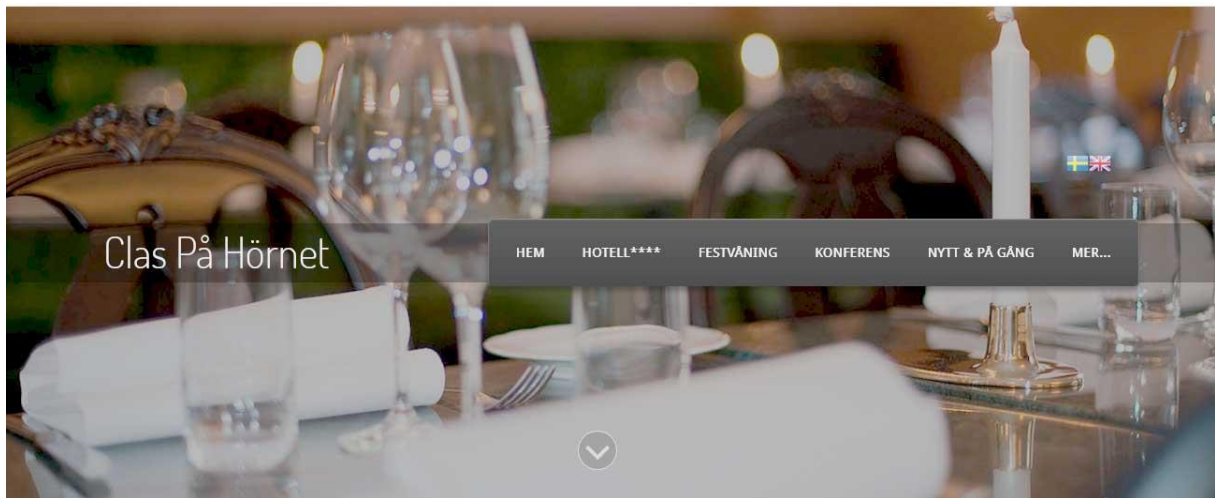 Clas På Hörnet
HEM HOTELL**** FESTVÅNING KONFERENS NYTT & PÅ GÅNG MER...